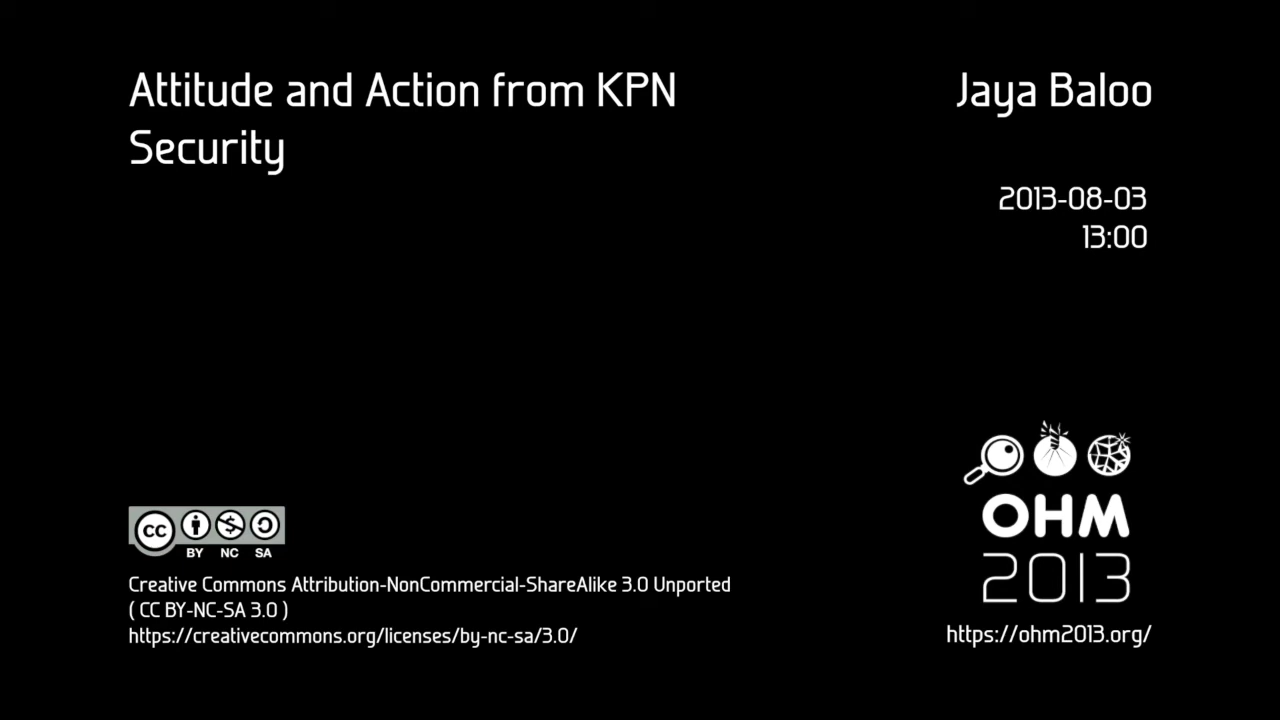 Attitude and Action from KPN
Security
Jaya Baloo
2013-08-03
13:00
cc
BY NC SA
Creative Commons Attribution-NonCommercial-ShareAlike 3.0 Unported
( CC BY-NC-SA 3.0 )
https://creativecommons.org/licenses/by-nc-sa/3.0/
OHM
2013
https://ohm2013.org/